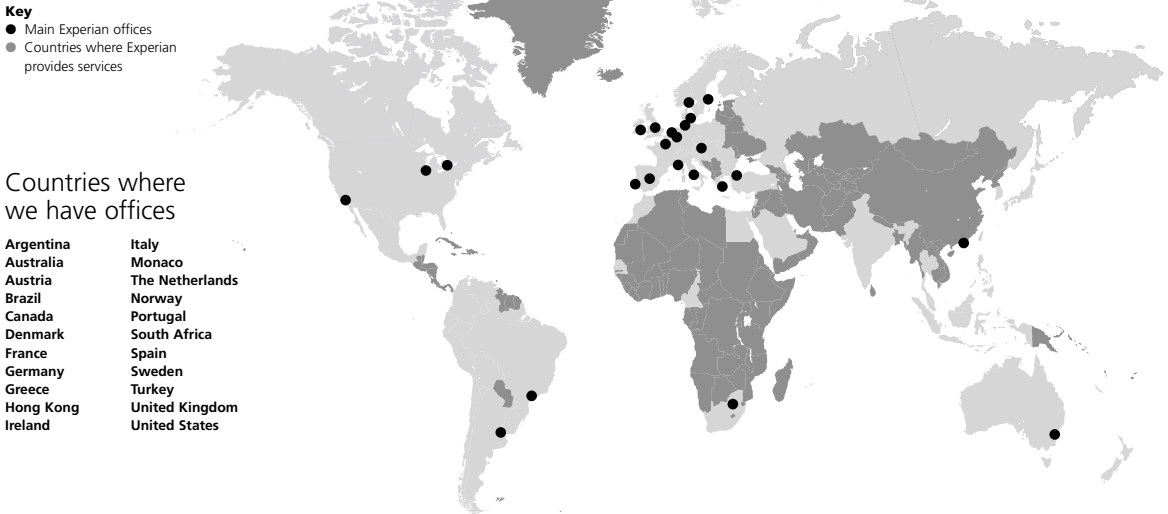 Key
Main Experian offices
Countries where Experian
provides services
Countries where
we have offices
Argentina
Australia
Austria
Brazil
Canada
Denmark
France
Germany
Greece
Hong Kong
Ireland
Italy
Monaco
The Netherlands
Norway
Portugal
South Africa
Spain
Sweden
Turkey
United Kingdom
United States